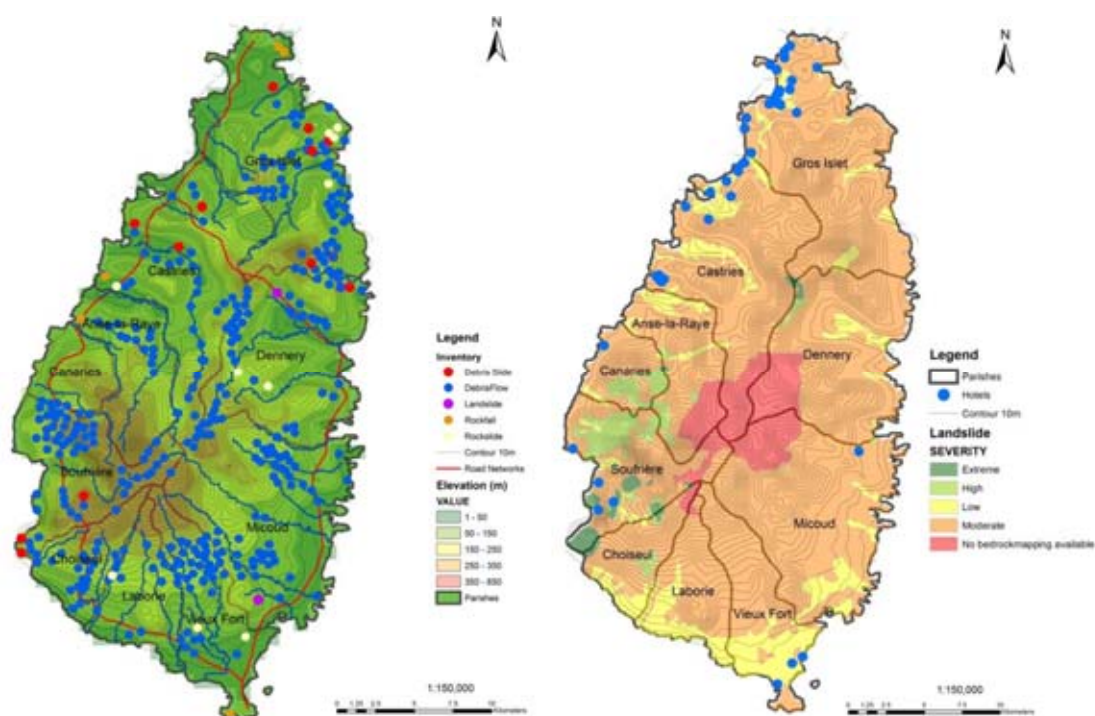 N
Gros Islet
Castries
Anse-la-Raye
Canaries
Dennery
Soufrière
Micoud
Choiseul
Laborie
Vieux Fort
Legend
Inventory
Debris Slide
DebrisFlow
Landslide
Rockfall
Rockslide
Contour 10m
Road Networks
Elevation (m)
VALUE
1 - 50
50 - 150
150 - 250
250 - 350
350 - 850
Parishes
1:150,000
N
Gros Islet
Castries
Anse-la-Raye
Canaries
Dennery
Soufrière
Micoud
Choiseul
Laborie
Vieux Fort
Legend
Parishes
Hotels
Contour 10m
Landslide
SEVERITY
Extreme
High
Low
Moderate
No bedrockmapping available
1:150,000